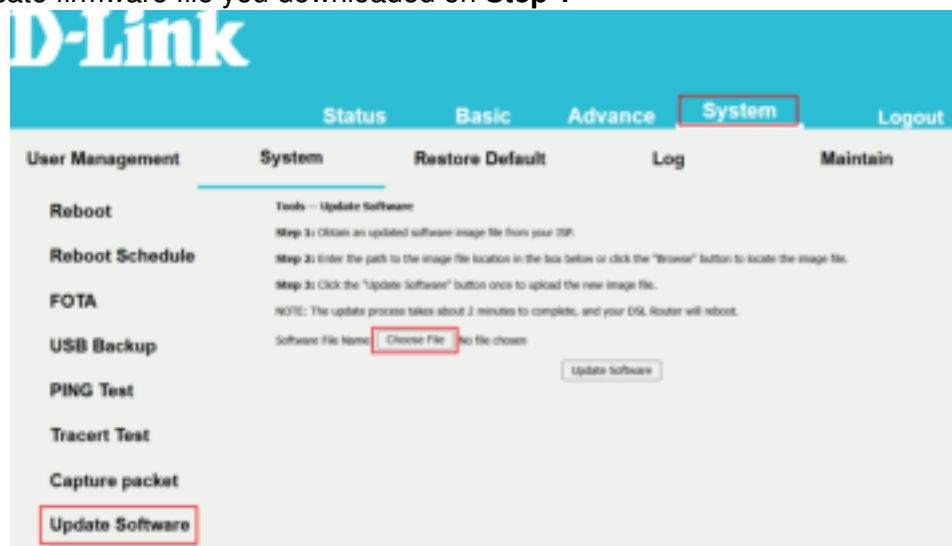 ate firmware file you downloaded on Step
D-Link
Status Basic Advance System Logout
User Management System Restore Default Log Maintain
Reboot
Reboot Schedule
FOTA
USB Backup
PING Test
Tracert Test
Capture packet
Update Software
Tools -- Update Software
Step 1: Obtain an updated software image file from your ISP.
Step 2: Enter the path to the image file location in the box below or click the "Browse" button to locate the image file.
Step 3: Click the "Update Software" button once to upload the new image file.
NOTE: The update process takes about 2 minutes to complete, and your DSL Router will reboot.
Software File Name: Choose File No file chosen
Update Software